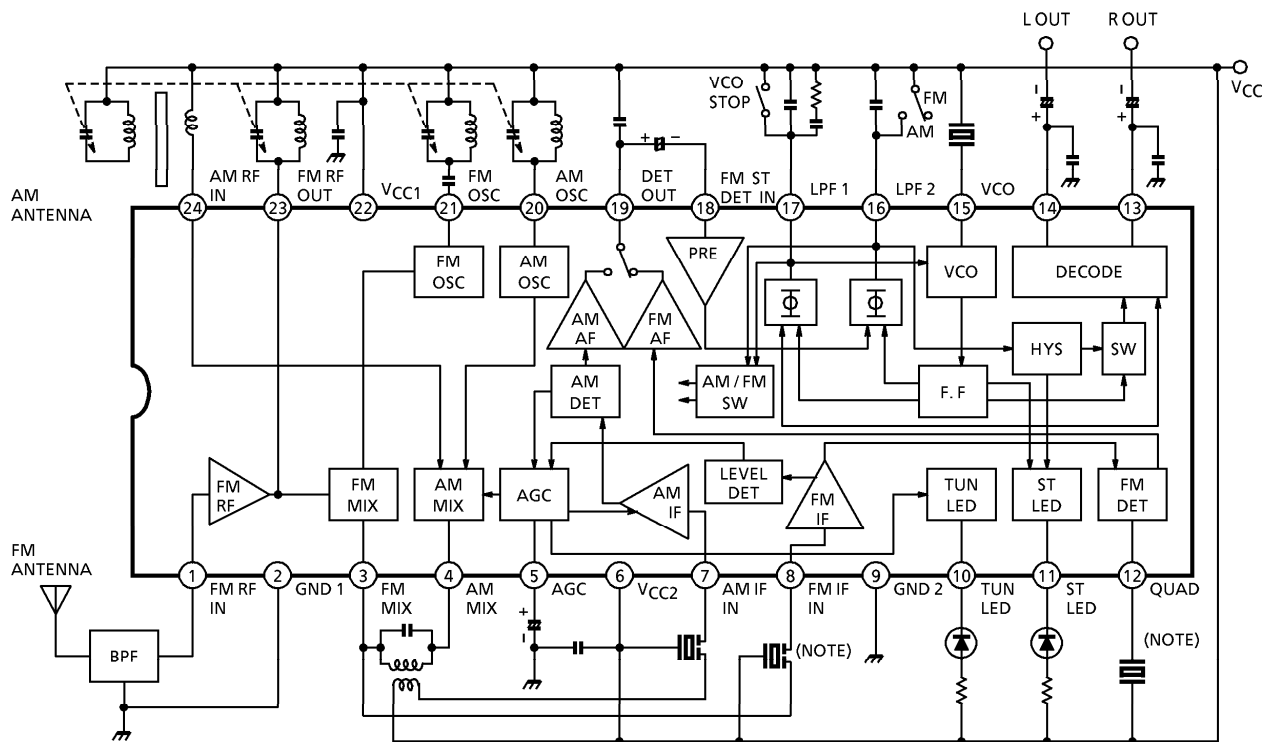 L OUT
R OUT
VCC
VCO
STOP
FM
AM
+
−
−
+
−
+
AM
ANTENNA
AM RF
IN
FM RF
OUT
VCC1
FM
OSC
AM
OSC
DET
OUT
FM ST
DET IN
LPF 1
LPF 2
VCO
24
23
22
21
20
19
18
17
16
15
14
13
FM
OSC
AM
OSC
PRE
VCO
DECODE
AM
AF
FM
AF
HYS
SW
AM
DET
AM / FM
SW
F. F
FM
RF
FM
MIX
AM
MIX
AGC
AM
IF
LEVEL
DET
FM
IF
TUN
LED
ST
LED
FM
DET
FM
ANTENNA
1
2
3
4
5
6
7
8
9
10
11
12
FM RF
IN
GND 1
FM
MIX
AM
MIX
AGC
VCC2
AM IF
IN
FM IF
IN
GND 2
TUN
LED
ST
LED
QUAD
+
−
BPF
(NOTE)
(NOTE)